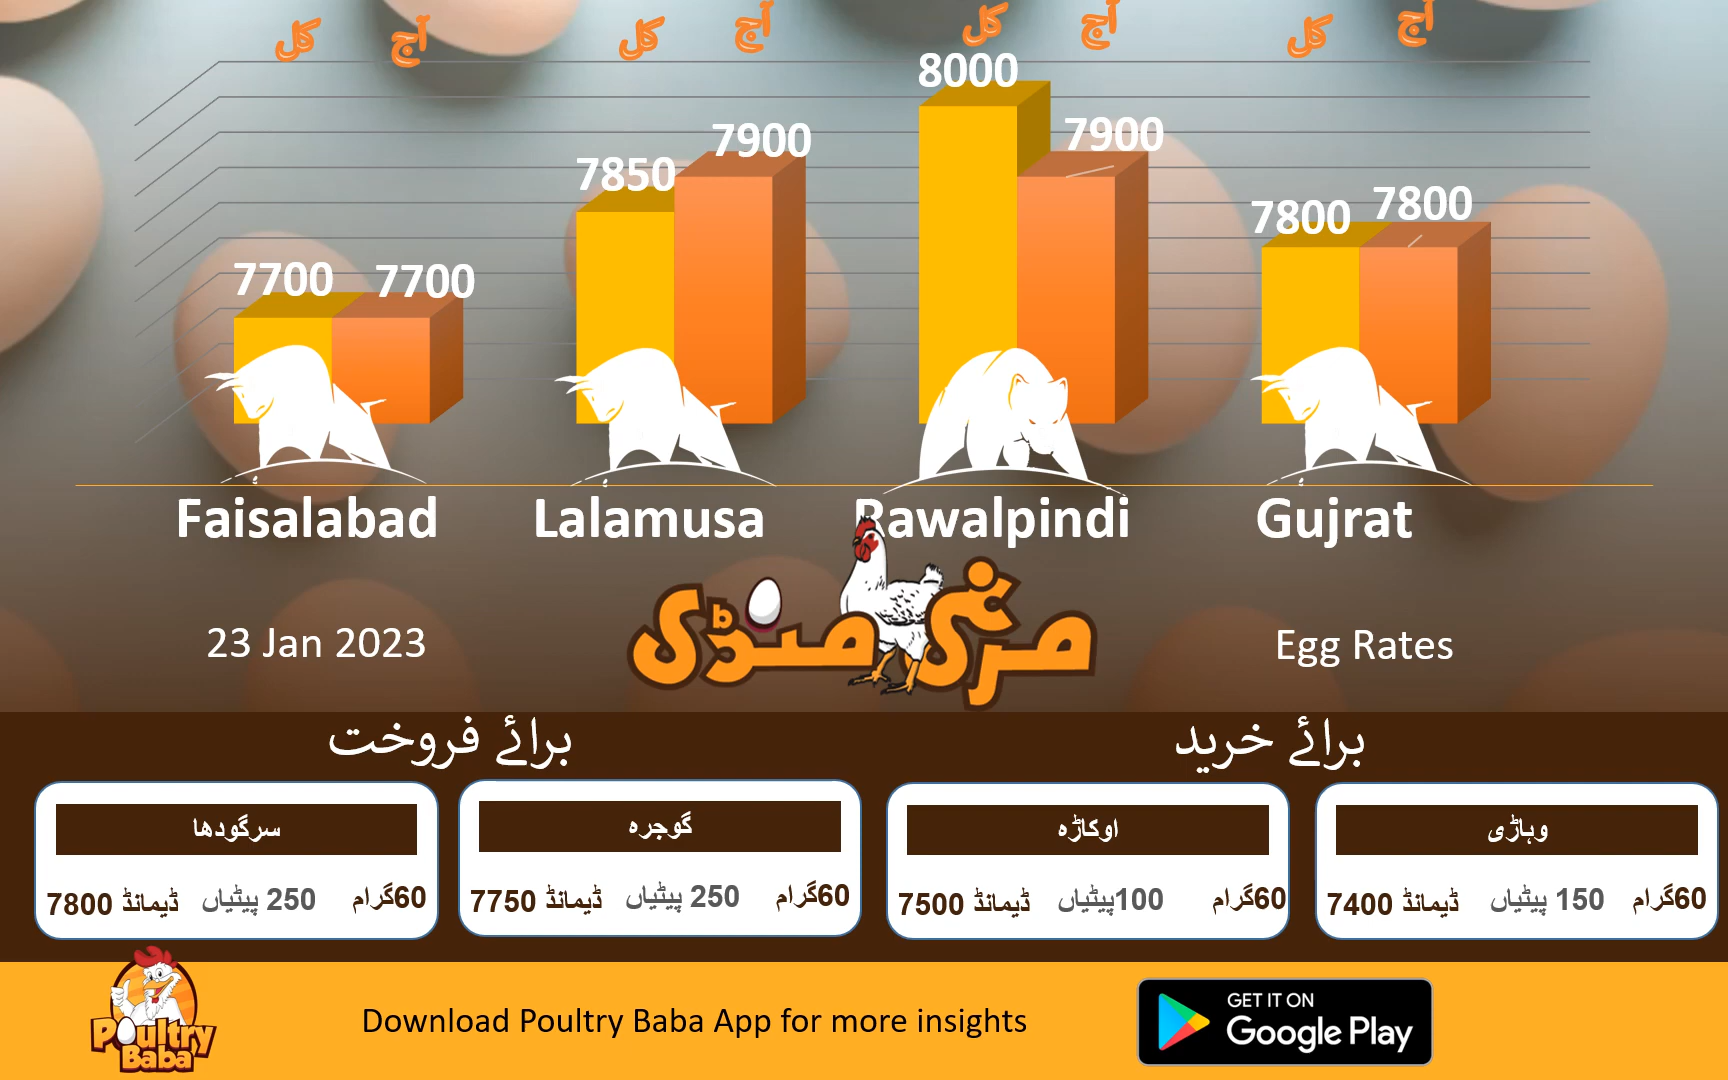 کل آج کل آج کل آج کل آج
7700 7700 7850 7900 8000 7900 7800 7800
Faisalabad Lalamusa Rawalpindi Gujrat
مرغی منڈی
23 Jan 2023
Egg Rates
برائے فروخت
برائے خرید
سرگودھا
60گرام 250 پیٹیاں ڈیمانڈ 7800
گوجرہ
60گرام 250 پیٹیاں ڈیمانڈ 7750
اوکاڑہ
60گرام 100پیٹیاں ڈیمانڈ 7500
وہاڑی
60گرام 150 پیٹیاں ڈیمانڈ 7400
Poultry
Baba
Download Poultry Baba App for more insights
GET IT ON
Google Play